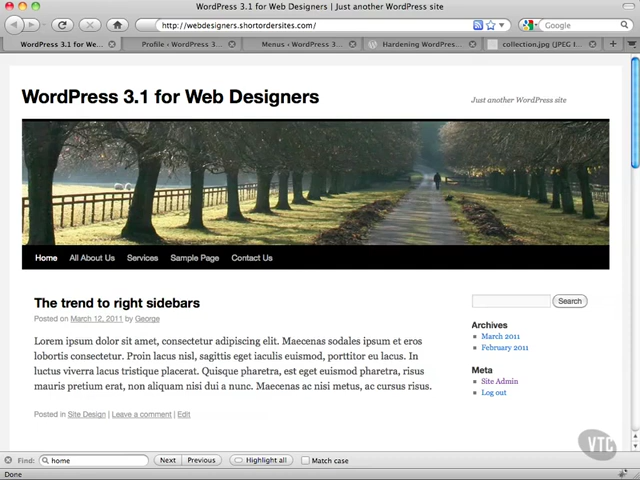 WordPress 3.1 for Web Designers | Just another WordPress site
http://webdesigners.shortordersites.com/
Google
WordPress 3.1 for We...
Profile ‹ WordPress 3....
Menus ‹ WordPress 3....
Hardening WordPres...
collection.jpg (JPEG I...
WordPress 3.1 for Web Designers
Just another WordPress site
Home All About Us Services Sample Page Contact Us
The trend to right sidebars
Posted on March 12, 2011 by George
Lorem ipsum dolor sit amet, consectetur adipiscing elit. Maecenas sodales ipsum et eros
lobortis consectetur. Proin lacus nisl, sagittis eget iaculis euismod, porttitor eu lacus. In
luctus viverra lacus tristique placerat. Quisque pharetra, est eget euismod pharetra, risus
mauris pretium erat, non aliquam nisi dui a nunc. Maecenas ac nisi metus, ac cursus risus.
Posted in Site Design | Leave a comment | Edit
Search
Archives
March 2011
February 2011
Meta
Site Admin
Log out
VTC
Find: home Next Previous Highlight all Match case
Done